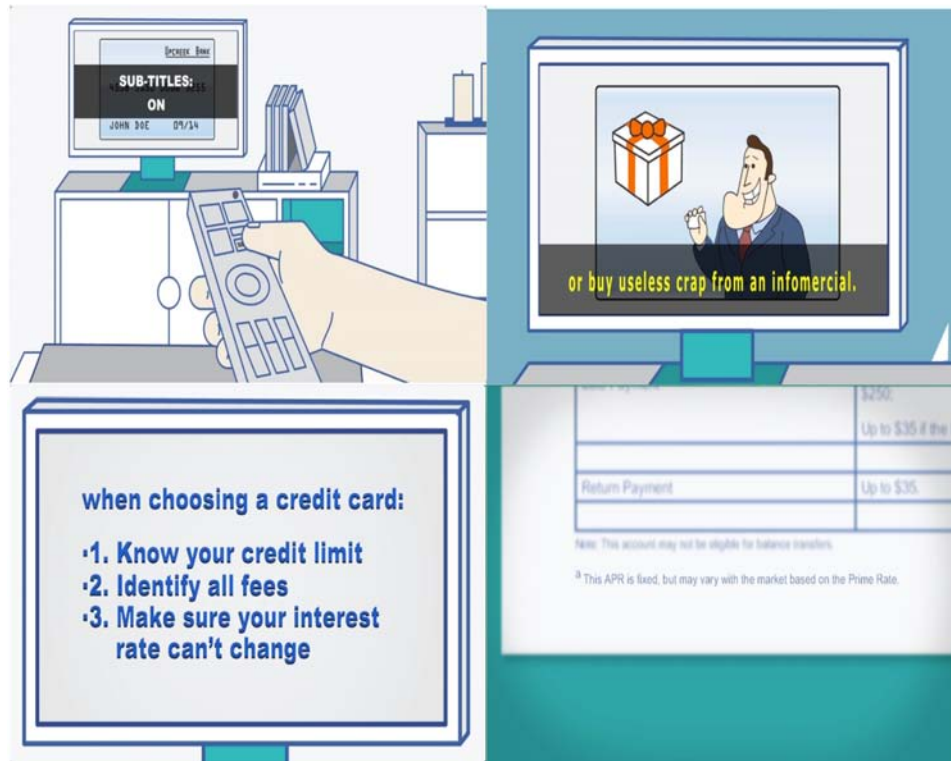 UPCREEK BANK
SUB-TITLES:
ON
JOHN DOE 09/14
or buy useless crap from an infomercial.
when choosing a credit card:
·1. Know your credit limit
·2. Identify all fees
·3. Make sure your interest
rate can't change
$250;
Up to $35 if the
Return Payment Up to $35.
Note: This account may not be eligible for balance transfers.
a This APR is fixed, but may vary with the market based on the Prime Rate.